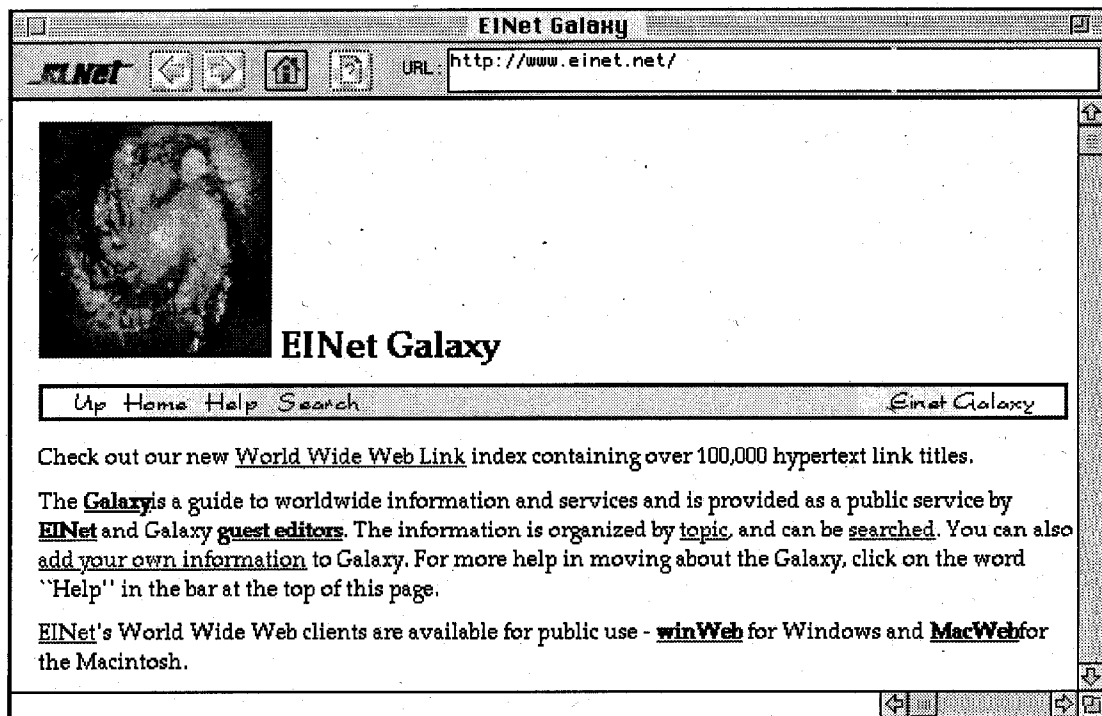 EINet Galaxy
EINet
URL: http://www.einet.net/
EINet Galaxy
Up Home Help Search Einet Galaxy
Check out our new World Wide Web Link index containing over 100,000 hypertext link titles.
The Galaxyis a guide to worldwide information and services and is provided as a public service by
EINet and Galaxy guest editors. The information is organized by topic, and can be searched. You can also
add your own information to Galaxy. For more help in moving about the Galaxy, click on the word
``Help'' in the bar at the top of this page.
EINet's World Wide Web clients are available for public use - winWeb for Windows and MacWebfor
the Macintosh.